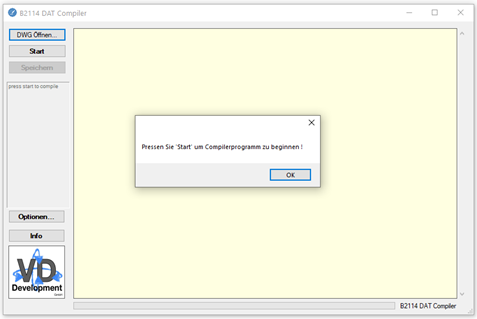 B2114 DAT Compiler
DWG Öffnen...
Start
Speichern
press start to compile
Pressen Sie 'Start' um Compilerprogramm zu beginnen !
OK
Optionen...
Info
VD
Development
GmbH
B2114 DAT Compiler